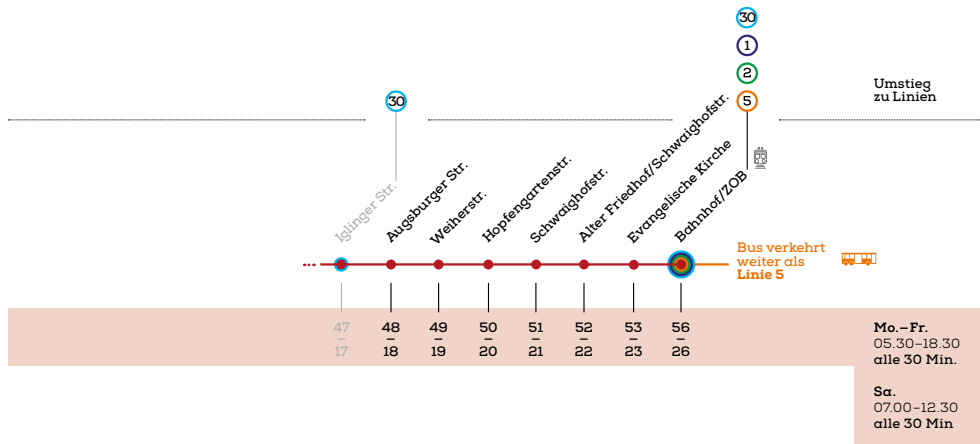 30
1
2
30
5
Umstieg
zu Linien
Iglinger Str.
Augsburger Str.
Weiherstr.
Hopfengartenstr.
Schwaighofstr.
Alter Friedhof/Schwaighofstr.
Evangelische Kirche
Bahnhof/ZOB
Bus verkehrt
weiter als
Linie 5
47 48 49 50 51 52 53 56
– – – – – – – –
17 18 19 20 21 22 23 26
Mo.–Fr.
05.30–18.30
alle 30 Min.
Sa.
07.00–12.30
alle 30 Min